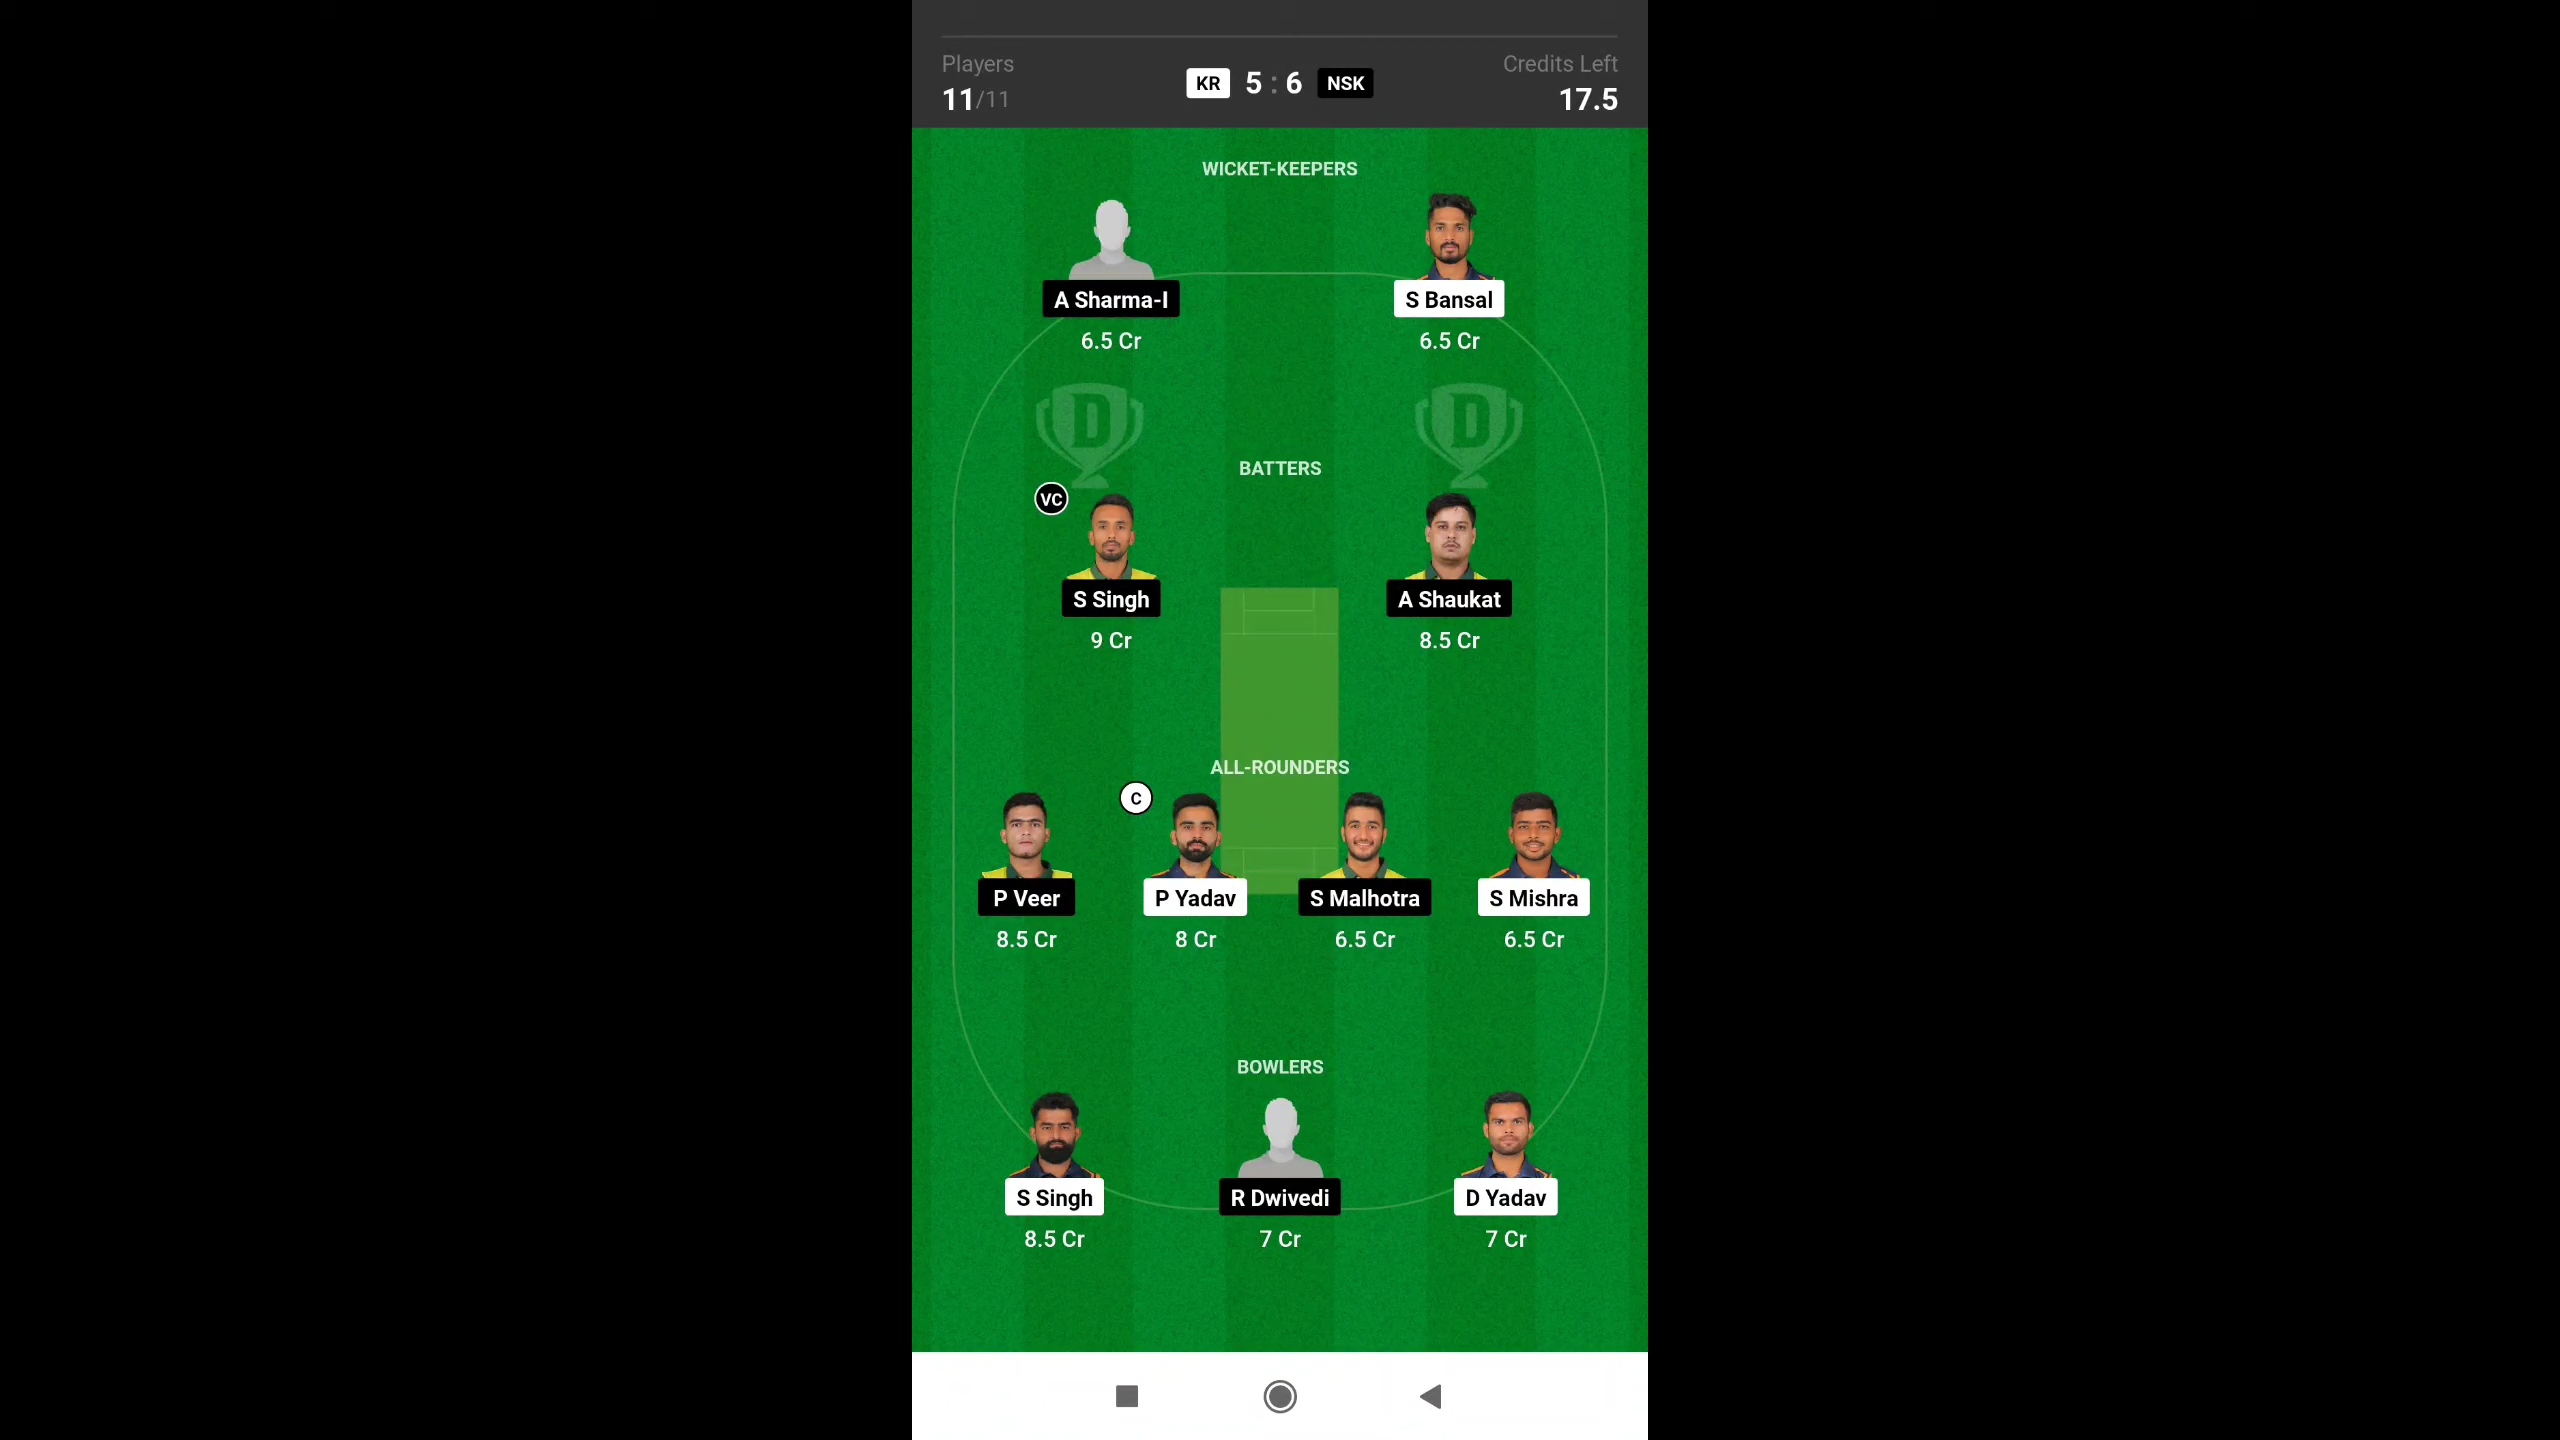 Players
Credits Left
11/11
KR 5 : 6 NSK
17.5
WICKET-KEEPERS
A Sharma-I
S Bansal
6.5 Cr
6.5 Cr
D
D
BATTERS
VC
S Singh
A Shaukat
9 Cr
8.5 Cr
ALL-ROUNDERS
C
P Veer
P Yadav
S Malhotra
S Mishra
8.5 Cr
8 Cr
6.5 Cr
6.5 Cr
BOWLERS
S Singh
R Dwivedi
D Yadav
8.5 Cr
7 Cr
7 Cr